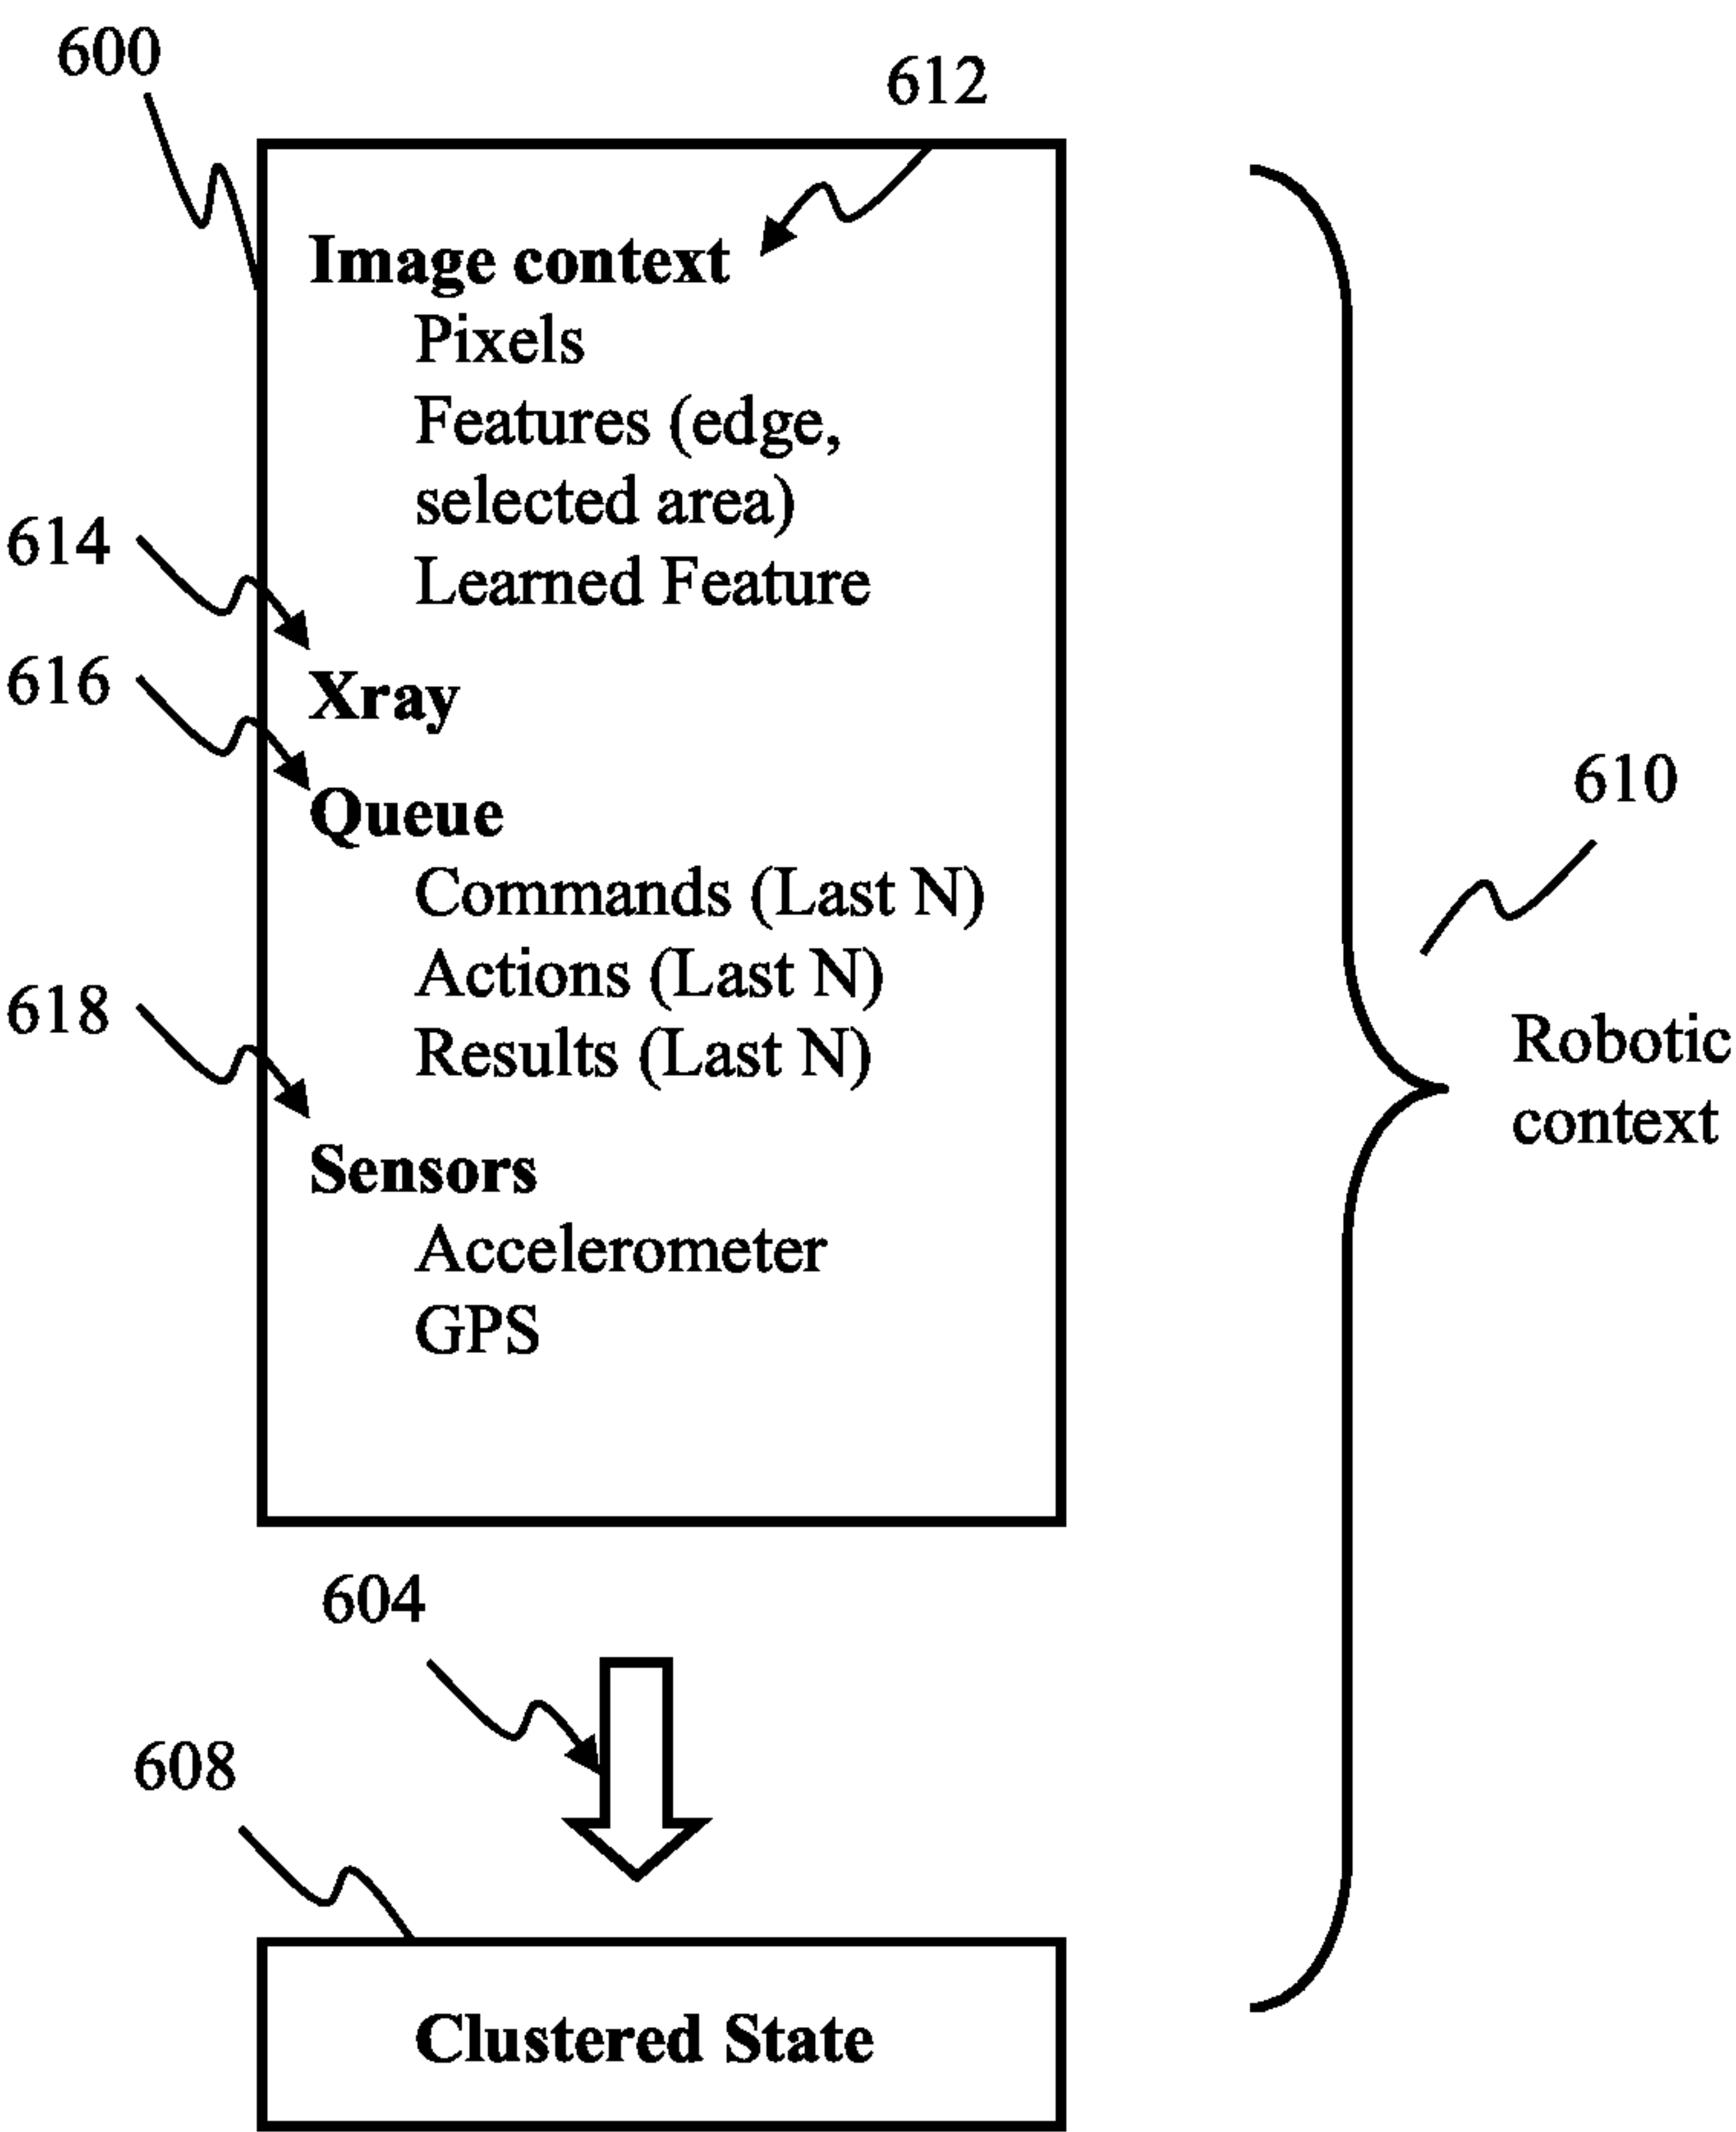 600
612
Image context
Pixels
Features (edge,
selected area)
Learned Feature
614
Xray
616
Queue
Commands (Last N)
Actions (Last N)
Results (Last N)
618
Sensors
Accelerometer
GPS
610
Robotic
context
604
608
Clustered State